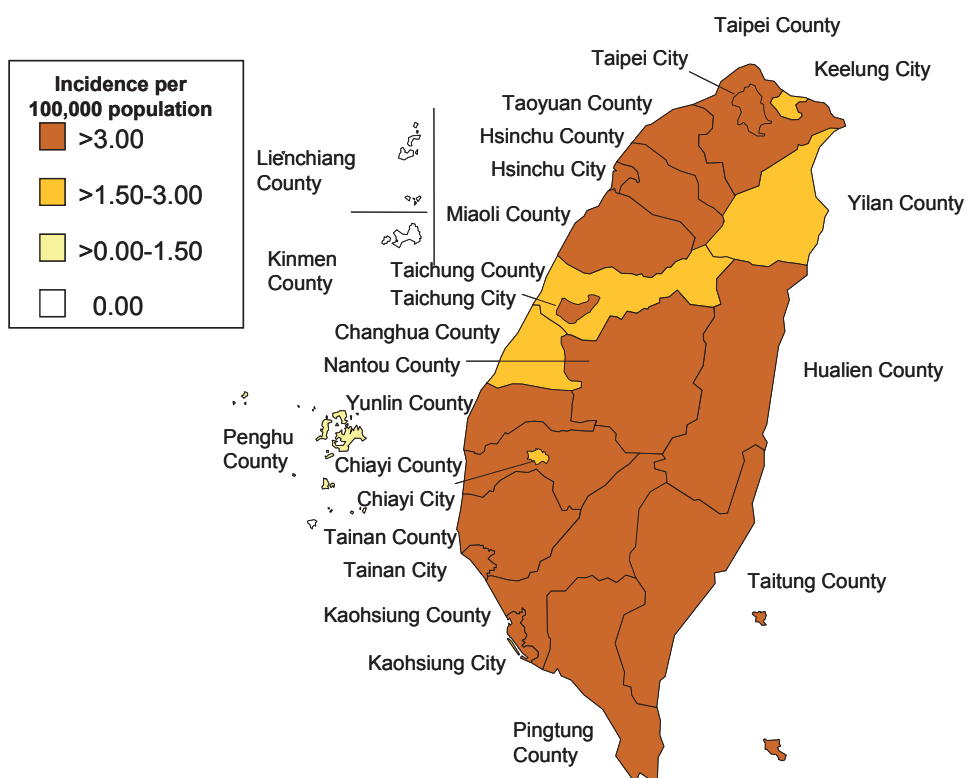 Taipei County
Taipei City
Keelung City
Incidence per
100,000 population
>3.00
>1.50-3.00
>0.00-1.50
0.00
Taoyuan County
Hsinchu County
Hsinchu City
Lienchiang
County
Miaoli County
Yilan County
Kinmen
County
Taichung County
Taichung City
Changhua County
Nantou County
Hualien County
Yunlin County
Penghu
County
Chiayi County
Chiayi City
Tainan County
Tainan City
Taitung County
Kaohsiung County
Kaohsiung City
Pingtung
County